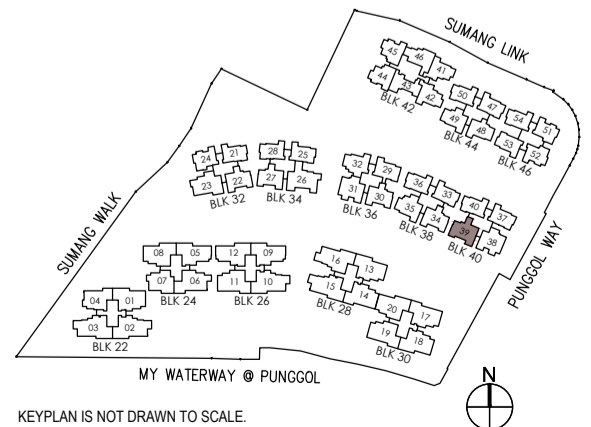 SUMANG LINK
45 46 41
44 43 42
BLK 42
50 47
49 48
BLK 44
54 51
53 52
BLK 46
24 21
23 22
BLK 32
28 25
27 26
BLK 34
32 29
31 30
BLK 36
36 33
35 34
BLK 38
40 37
39 38
BLK 40
SUMANG WALK
PUNGGOL WAY
08 05
07 06
BLK 24
12 09
11 10
BLK 26
16 13
15 14
BLK 28
20 17
19 18
BLK 30
04 01
03 02
BLK 22
MY WATERWAY @ PUNGGOL
N
KEYPLAN IS NOT DRAWN TO SCALE.